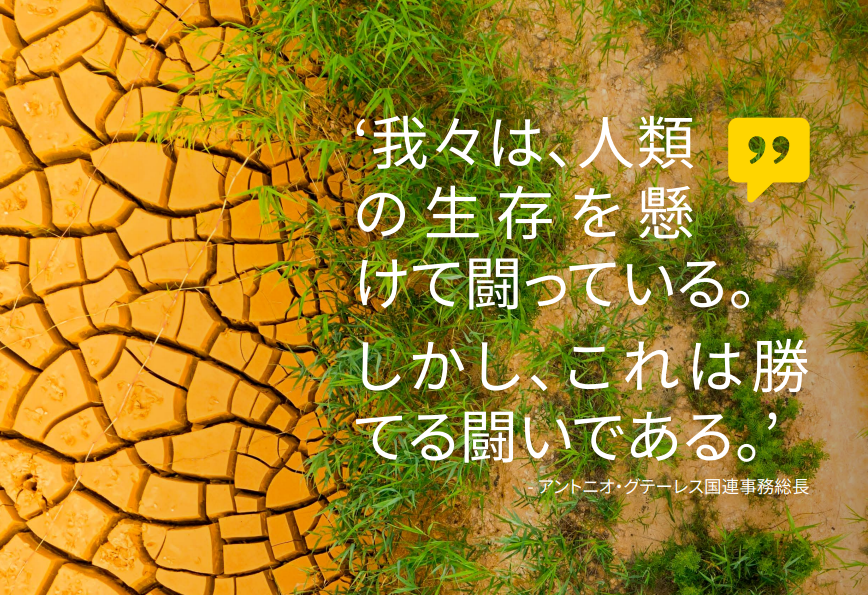 ‘我々は、人類
の生存を懸
けて闘っている。
しかし、これは勝
てる闘いである。’
- アントニオ・グテーレス国連事務総長